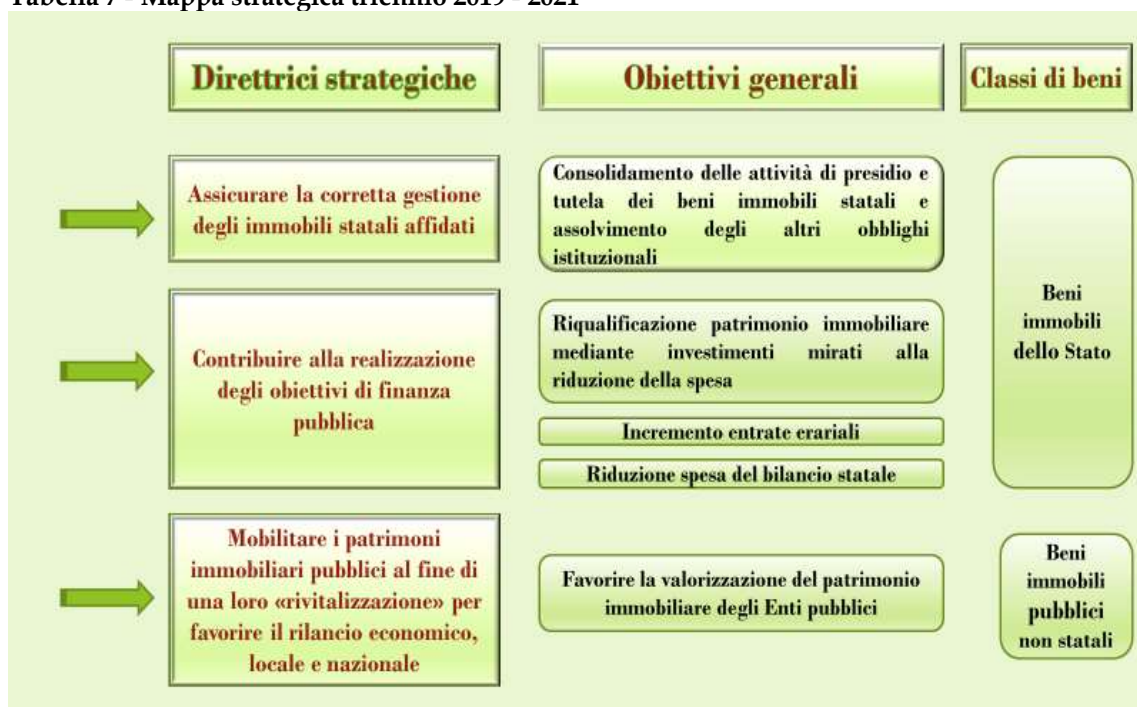 Tabella 7 - Mappa strategica triennio 2019 - 2021
Direttrici strategiche
Obiettivi generali
Classi di beni
Assicurare la corretta gestione
degli immobili statali affidati
Consolidamento delle attività di presidio e
tutela dei beni immobili statali e
assolvimento degli altri obblighi
istituzionali
Beni
immobili
dello Stato
Contribuire alla realizzazione
degli obiettivi di finanza
pubblica
Riqualificazione patrimonio immobiliare
mediante investimenti mirati alla
riduzione della spesa
Incremento entrate erariali
Riduzione spesa del bilancio statale
Mobilitare i patrimoni
immobiliari pubblici al fine di
una loro «rivitalizzazione» per
favorire il rilancio economico,
locale e nazionale
Favorire la valorizzazione del patrimonio
immobiliare degli Enti pubblici
Beni
immobili
pubblici
non statali